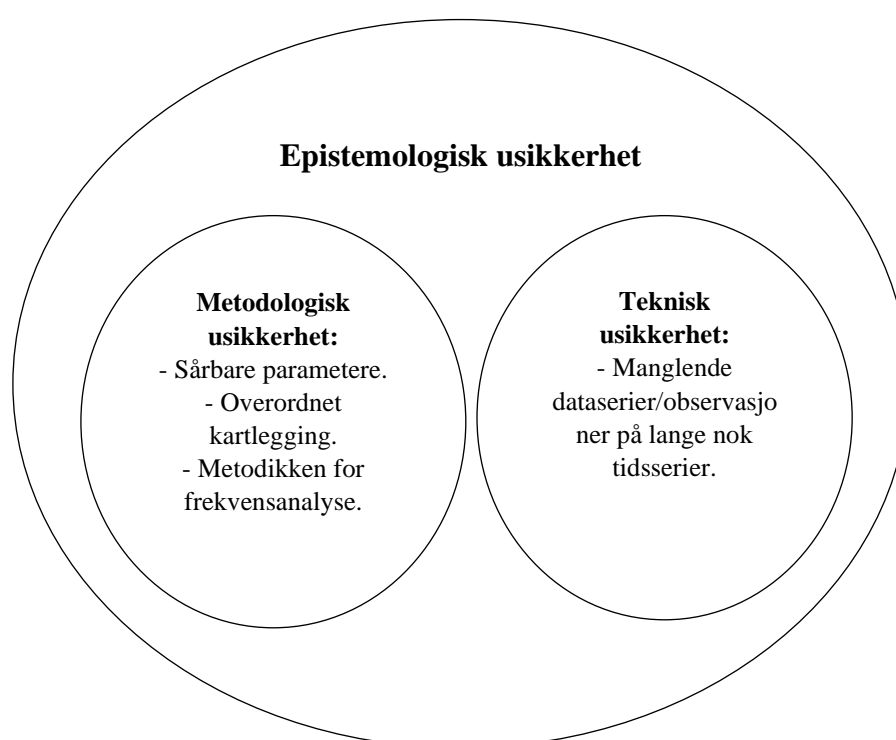 Epistemologisk usikkerhet
Metodologisk
usikkerhet:
- Sårbare parametere.
- Overordnet
kartlegging.
- Metodikken for
frekvensanalyse.
Teknisk
usikkerhet:
- Manglende
dataserier/observasjo
ner på lange nok
tidsserier.